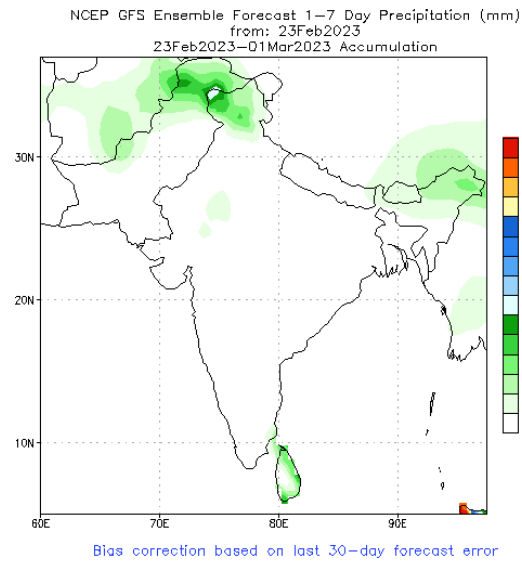 NCEP GFS Ensemble Forecast 1-7 Day Precipitation (mm)
from: 23Feb2023
23Feb2023-01Mar2023 Accumulation
30N
20N
10N
60E
70E
80E
90E
Bias correction based on last 30-day forecast error